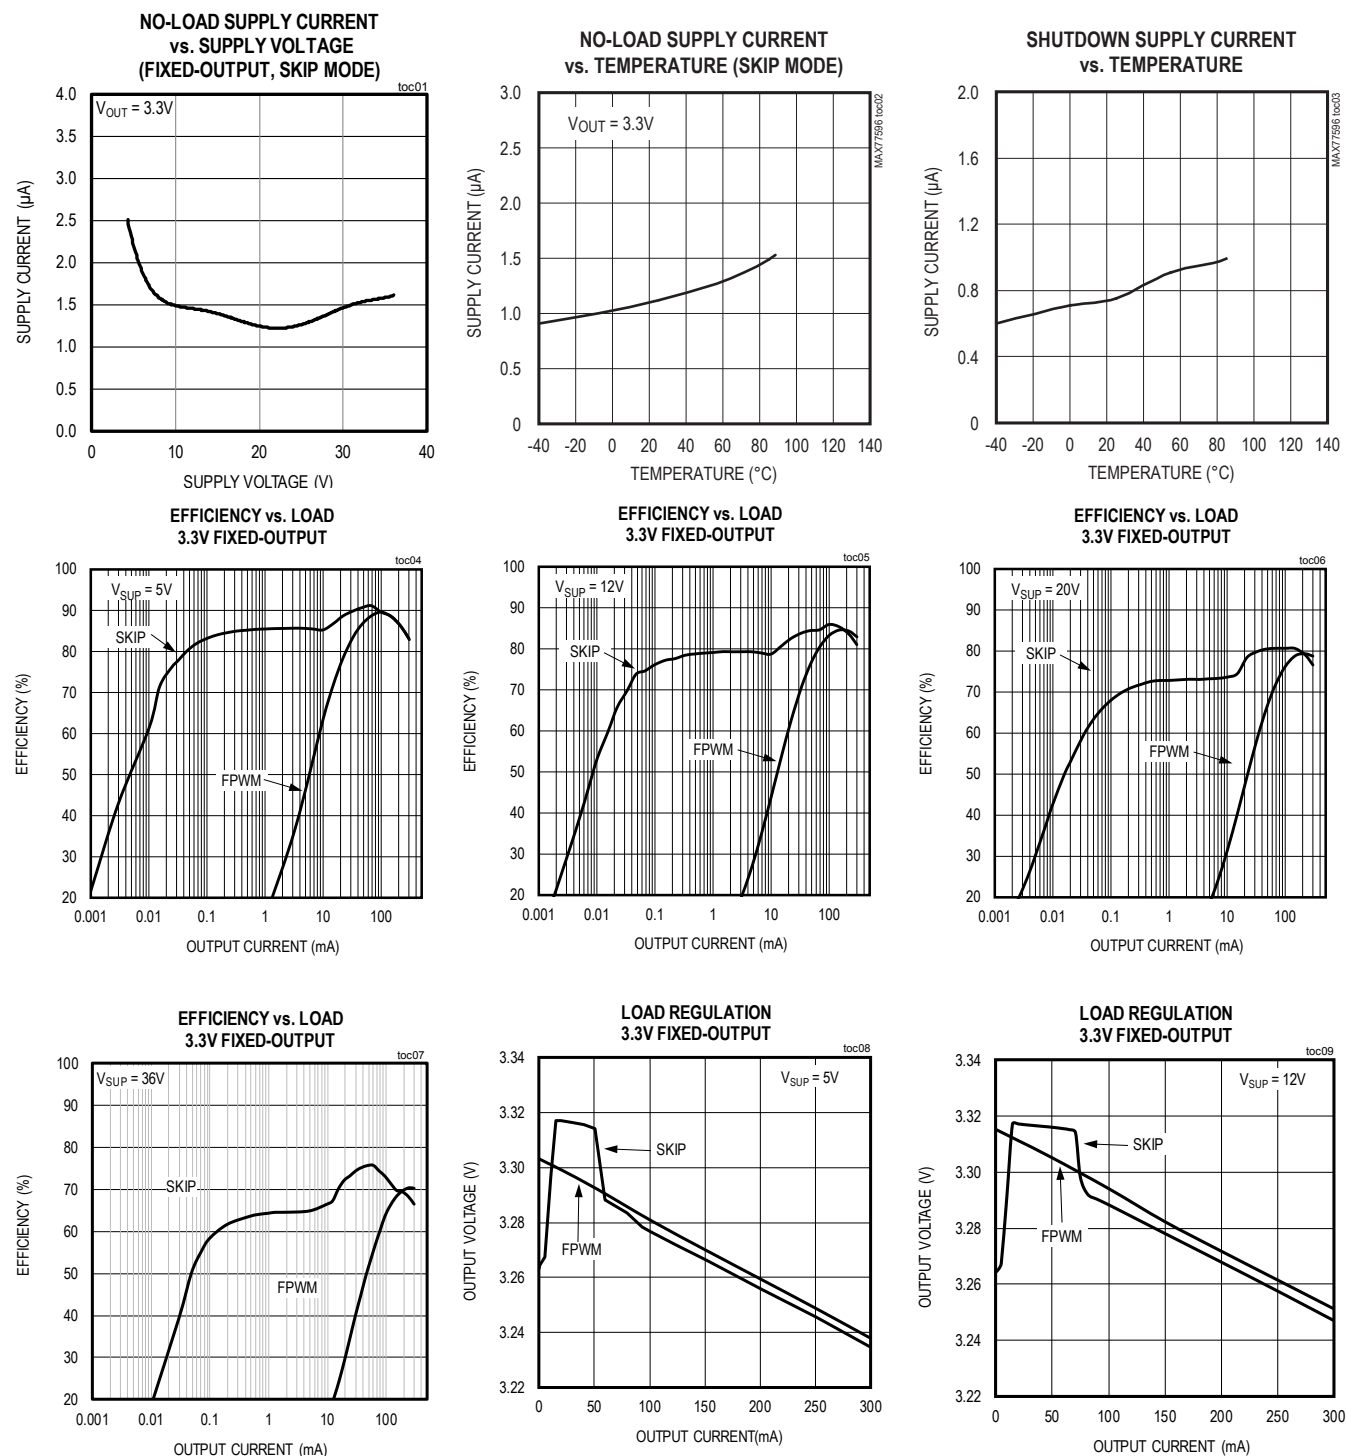 NO-LOAD SUPPLY CURRENT
vs. SUPPLY VOLTAGE
(FIXED-OUTPUT, SKIP MODE)
toc01
VOUT = 3.3V
4.0
3.5
3.0
2.5
2.0
1.5
1.0
0.5
0.0
SUPPLY CURRENT (µA)
0 10 20 30 40
SUPPLY VOLTAGE (V)
NO-LOAD SUPPLY CURRENT
vs. TEMPERATURE (SKIP MODE)
MAX77596 toc02
VOUT = 3.3V
3.0
2.5
2.0
1.5
1.0
0.5
0
SUPPLY CURRENT (µA)
-40 -20 0 20 40 60 80 100 120 140
TEMPERATURE (°C)
SHUTDOWN SUPPLY CURRENT
vs. TEMPERATURE
MAX77596 toc03
2.0
1.6
1.2
0.8
0.4
0
SUPPLY CURRENT (µA)
-40 -20 0 20 40 60 80 100 120 140
TEMPERATURE (°C)
EFFICIENCY vs. LOAD
3.3V FIXED-OUTPUT
toc04
VSUP = 5V
SKIP
FPWM
100
90
80
70
60
50
40
30
20
EFFICIENCY (%)
0.001 0.01 0.1 1 10 100
OUTPUT CURRENT (mA)
EFFICIENCY vs. LOAD
3.3V FIXED-OUTPUT
toc05
VSUP = 12V
SKIP
FPWM
100
90
80
70
60
50
40
30
20
EFFICIENCY (%)
0.001 0.01 0.1 1 10 100
OUTPUT CURRENT (mA)
EFFICIENCY vs. LOAD
3.3V FIXED-OUTPUT
toc06
VSUP = 20V
SKIP
FPWM
100
90
80
70
60
50
40
30
20
EFFICIENCY (%)
0.001 0.01 0.1 1 10 100
OUTPUT CURRENT (mA)
EFFICIENCY vs. LOAD
3.3V FIXED-OUTPUT
toc07
VSUP = 36V
SKIP
FPWM
100
90
80
70
60
50
40
30
20
EFFICIENCY (%)
0.001 0.01 0.1 1 10 100
OUTPUT CURRENT (mA)
LOAD REGULATION
3.3V FIXED-OUTPUT
toc08
VSUP = 5V
SKIP
FPWM
3.34
3.32
3.30
3.28
3.26
3.24
3.22
OUTPUT VOLTAGE (V)
0 50 100 150 200 250 300
OUTPUT CURRENT(mA)
LOAD REGULATION
3.3V FIXED-OUTPUT
toc09
VSUP = 12V
SKIP
FPWM
3.34
3.32
3.30
3.28
3.26
3.24
3.22
OUTPUT VOLTAGE (V)
0 50 100 150 200 250 300
OUTPUT CURRENT (mA)